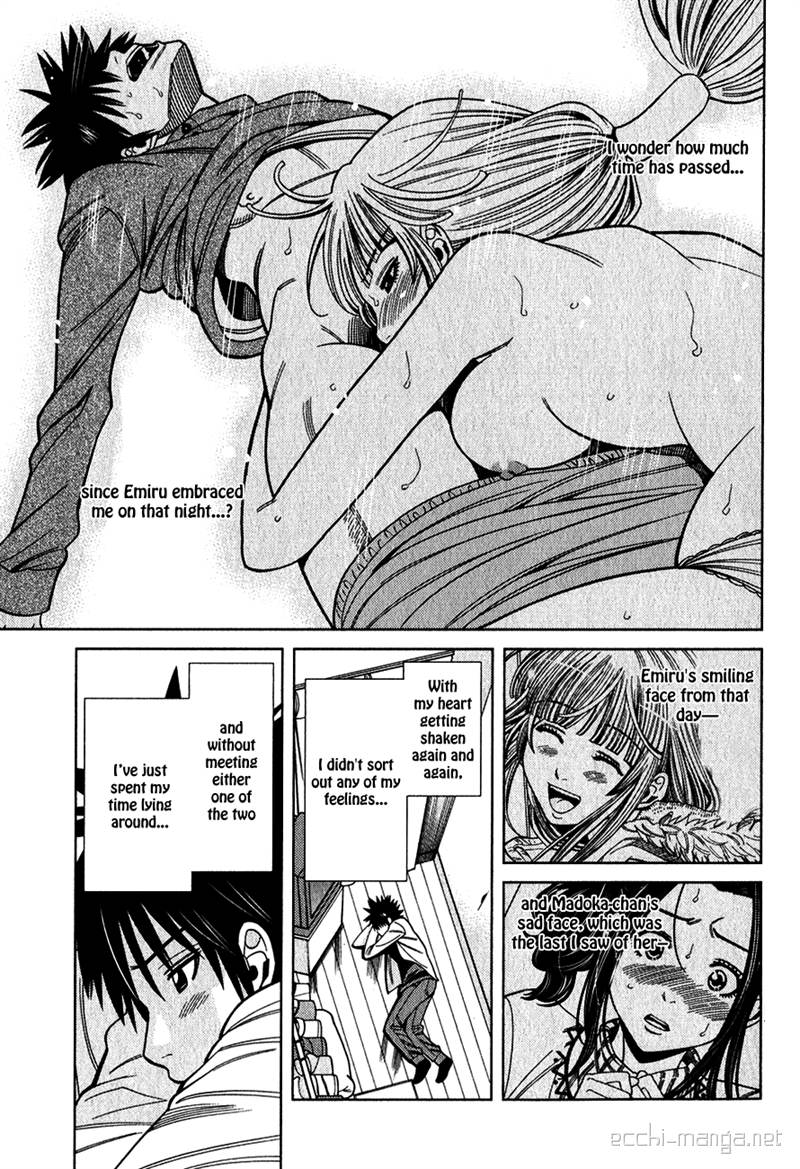 I wonder how much
time has passed...
since Emiru embraced
me on that night...?
Emiru's smiling
face from that
day—
and Madoka-chan's
sad face, which was
the last I saw of her—
With
my heart
getting
shaken
again and
again,
I didn't sort
out any of my
feelings...
and
without
meeting
either
one of
the two
I've just
spent my
time lying
around...
ecchi-manga.net